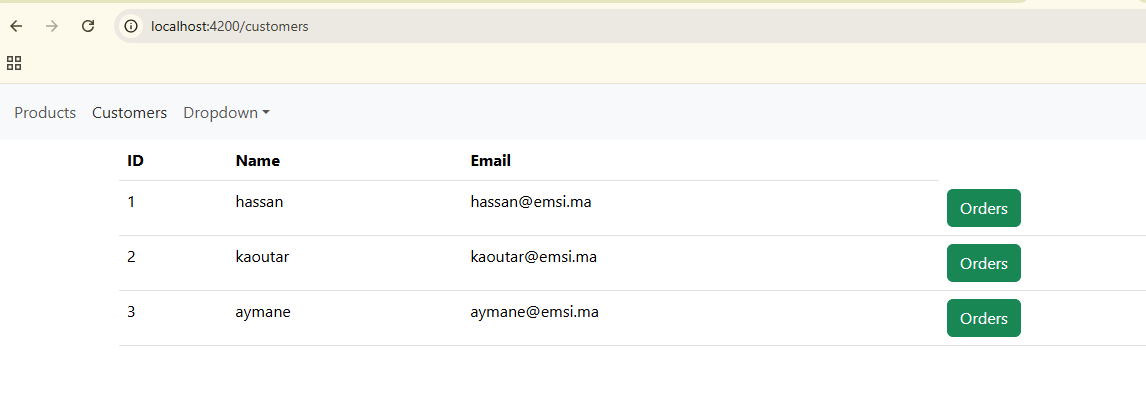 localhost:4200/customers
Products Customers Dropdown
ID Name Email
1 hassan hassan@emsi.ma Orders
2 kaoutar kaoutar@emsi.ma Orders
3 aymane aymane@emsi.ma Orders